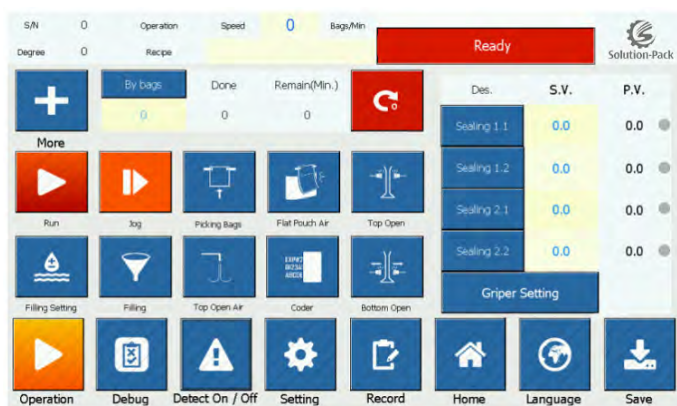 S/N 0 Operation Speed 0 Bags/Min
Ready
Solution-Pack
Degree 0 Recipe
By bags Done Remain(Min.)
0 0 0
More
Des. S.V. P.V.
Sealing 1.1 0.0 0.0
Sealing 1.2 0.0 0.0
Sealing 2.1 0.0 0.0
Sealing 2.2 0.0 0.0
Griper Setting
Run Jog Picking Bags Flat Pouch Air Top Open
Filling Setting Filling Top Open Air Coder Bottom Open
Operation Debug Detect On / Off Setting Record Home Language Save